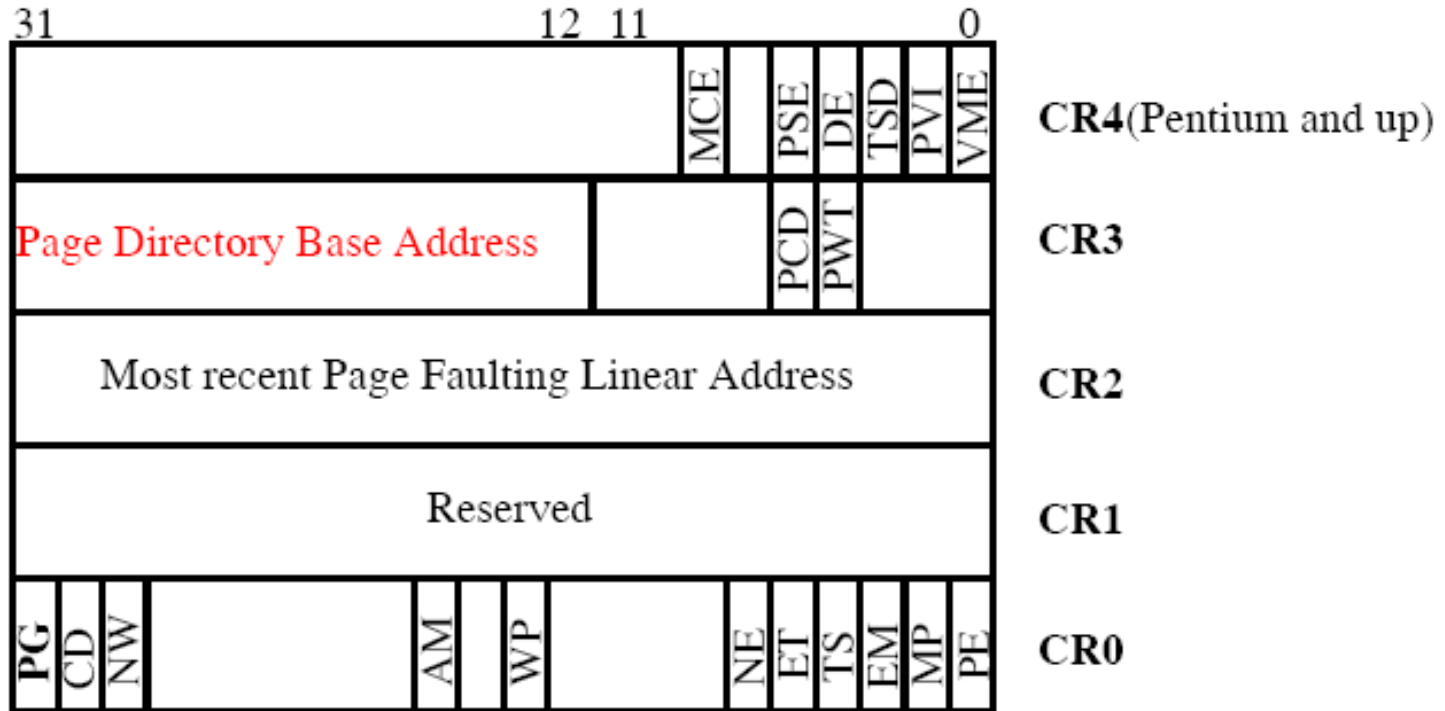 31 12 11 0
MCE PSE DE TSD PVI VME CR4(Pentium and up)
Page Directory Base Address PCD PWT CR3
Most recent Page Faulting Linear Address CR2
Reserved CR1
PG CD NW AM WP NE ET TS EM MP PE CR0